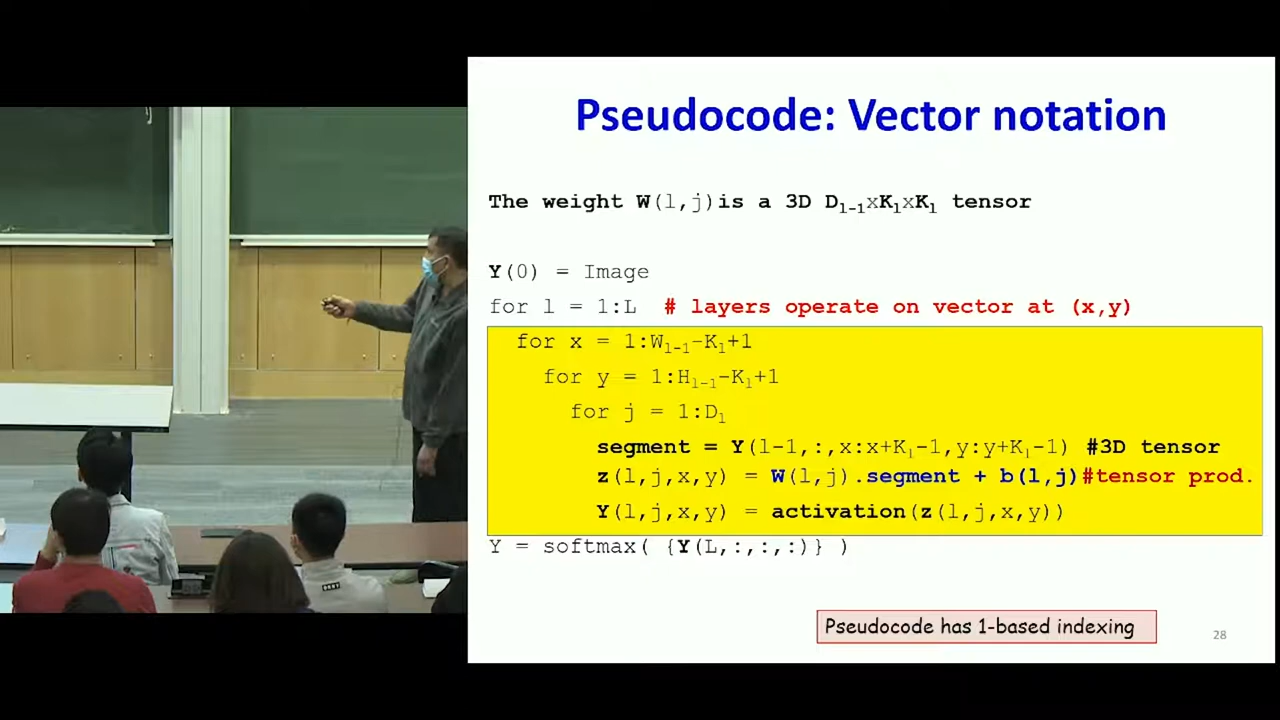 Pseudocode: Vector notation
The weight W(l,j)is a 3D Dl-1xKlxKl tensor
Y(0) = Image
for l = 1:L # layers operate on vector at (x,y)
for x = 1:Wl-1-Kl+1
for y = 1:Hl-1-Kl+1
for j = 1:Dl
segment = Y(l-1,:,x:x+Kl-1,y:y+Kl-1) #3D tensor
z(l,j,x,y) = W(l,j).segment + b(l,j)#tensor prod.
Y(l,j,x,y) = activation(z(l,j,x,y))
Y = softmax( {Y(L,:,:,:)} )
Pseudocode has 1-based indexing
28
DKNY